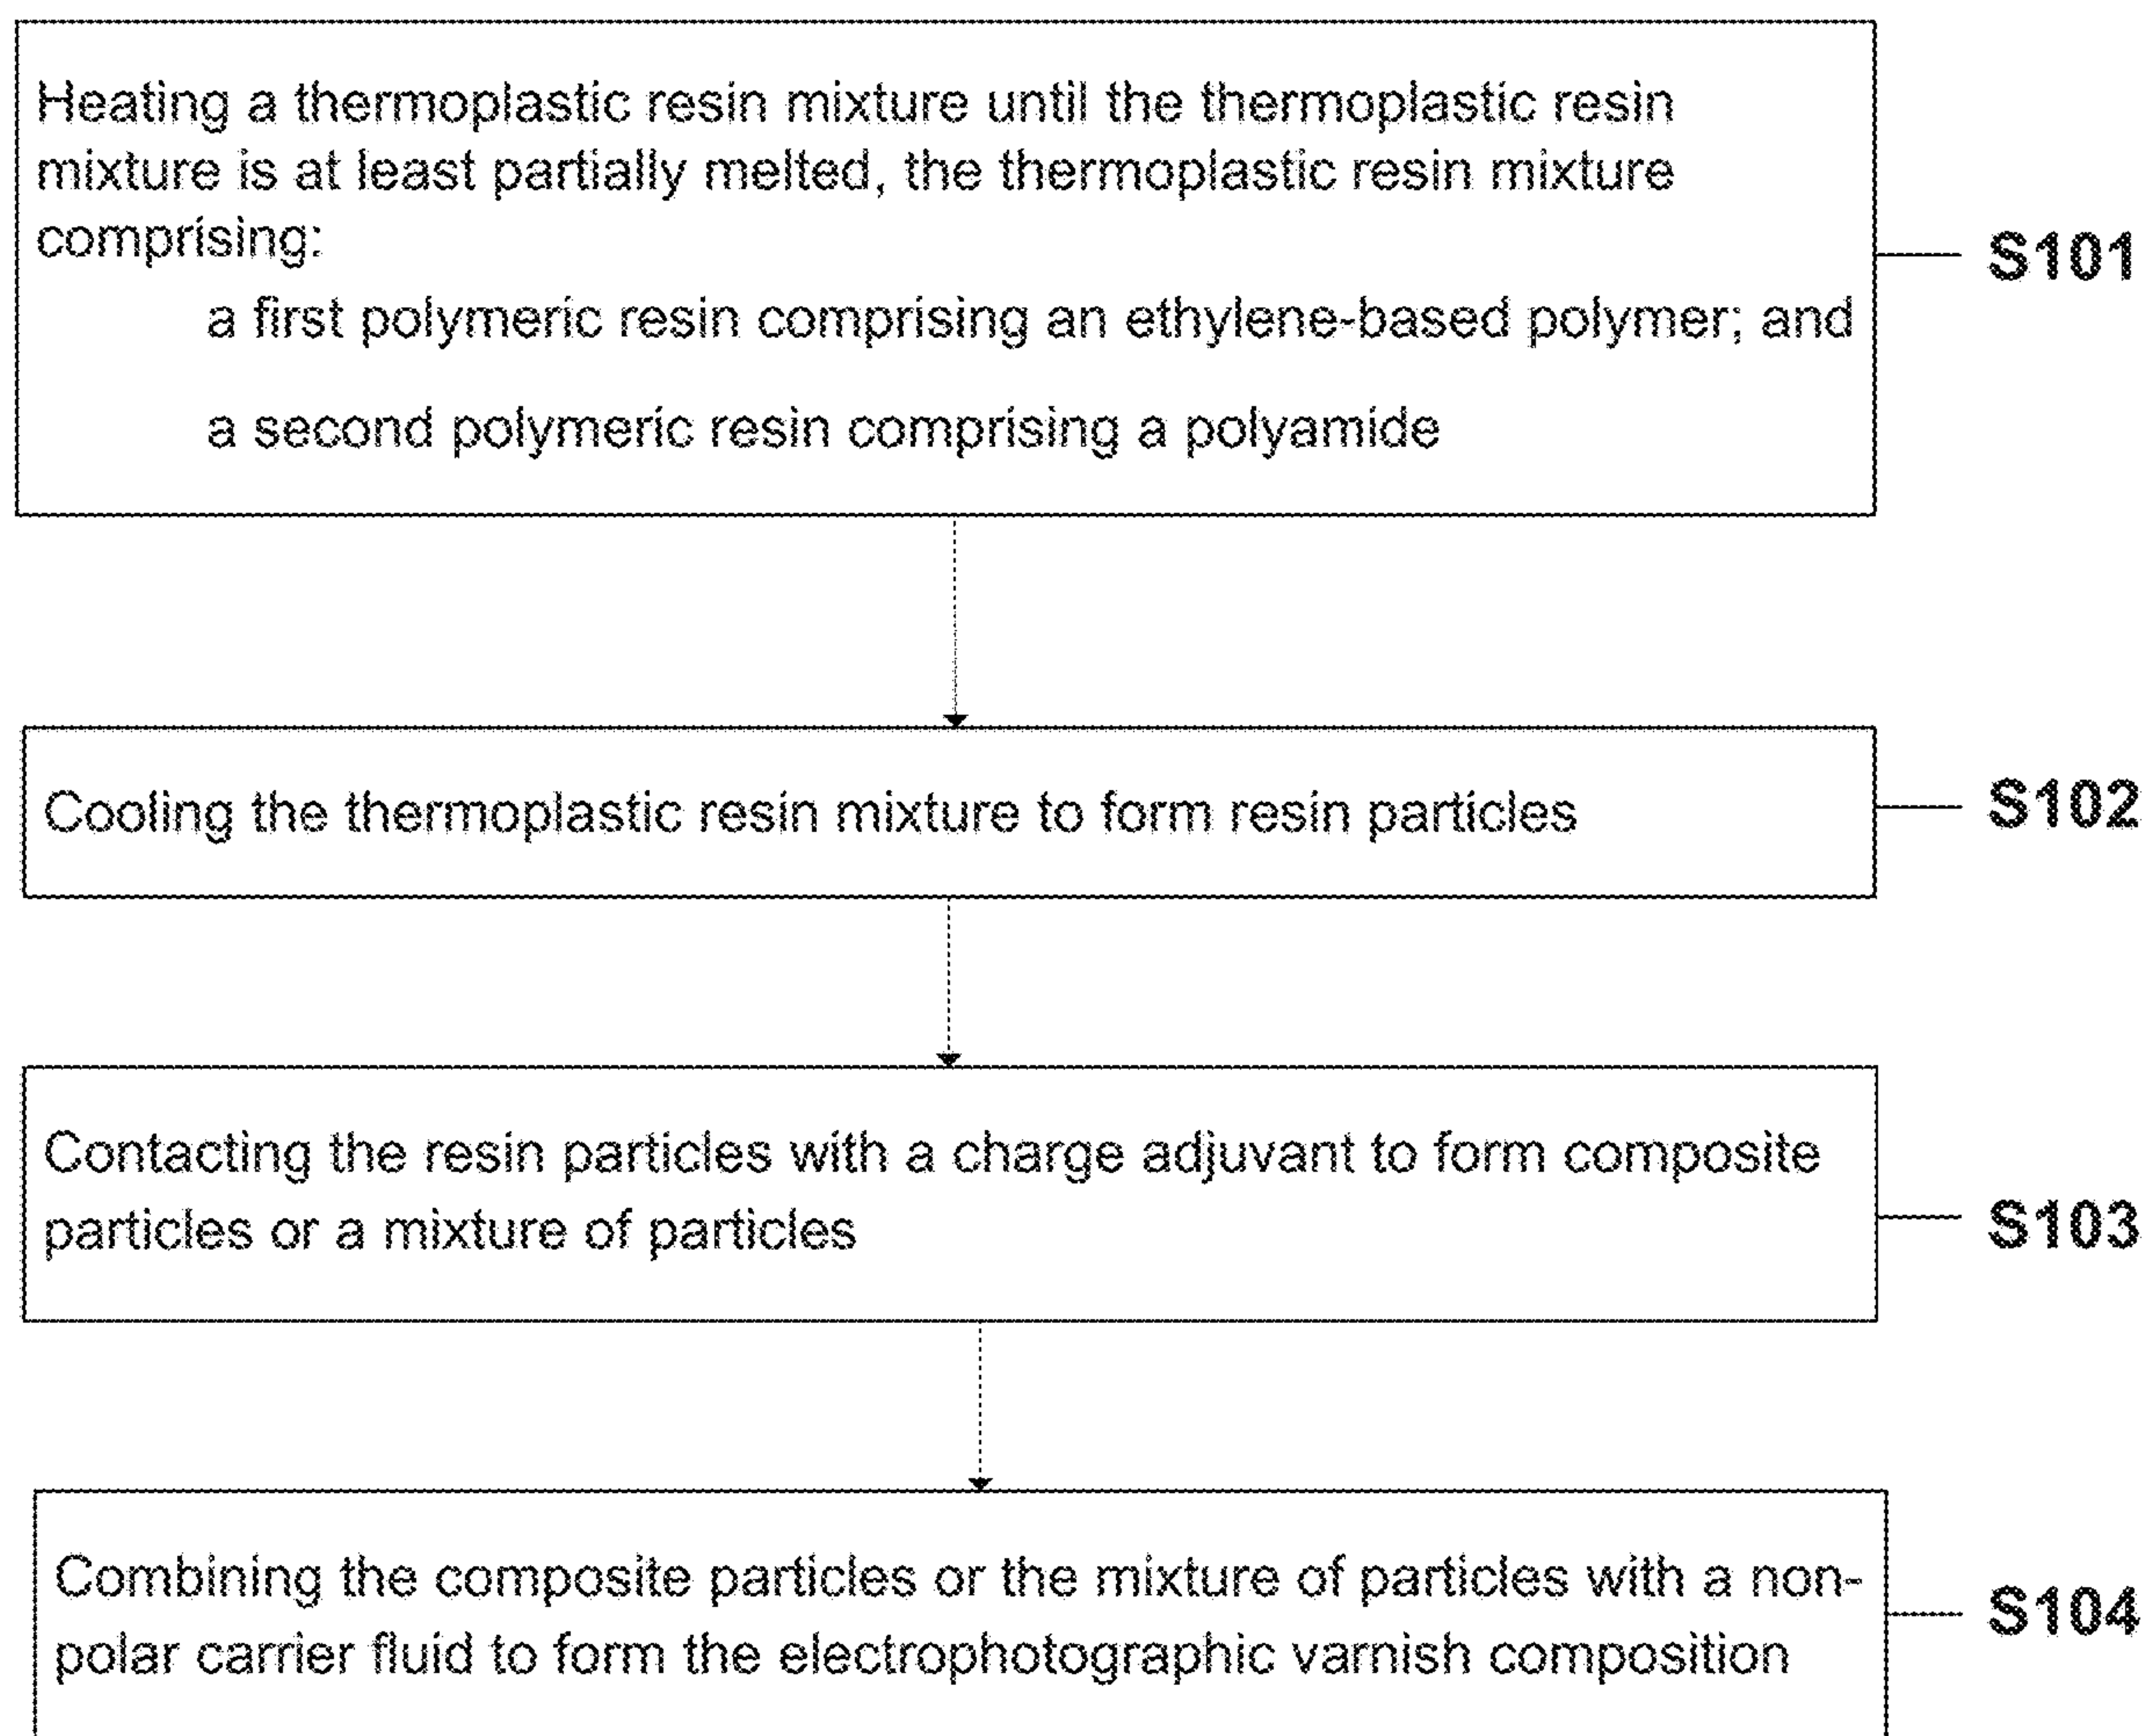 Heating a thermoplastic resin mixture until the thermoplastic resin
mixture is at least partially melted, the thermoplastic resin mixture
comprising:
a first polymeric resin comprising an ethylene-based polymer; and
a second polymeric resin comprising a polyamide
S101
Cooling the thermoplastic resin mixture to form resin particles
S102
Contacting the resin particles with a charge adjuvant to form composite
particles or a mixture of particles
S103
Combining the composite particles or the mixture of particles with a non-
polar carrier fluid to form the electrophotographic varnish composition
S104